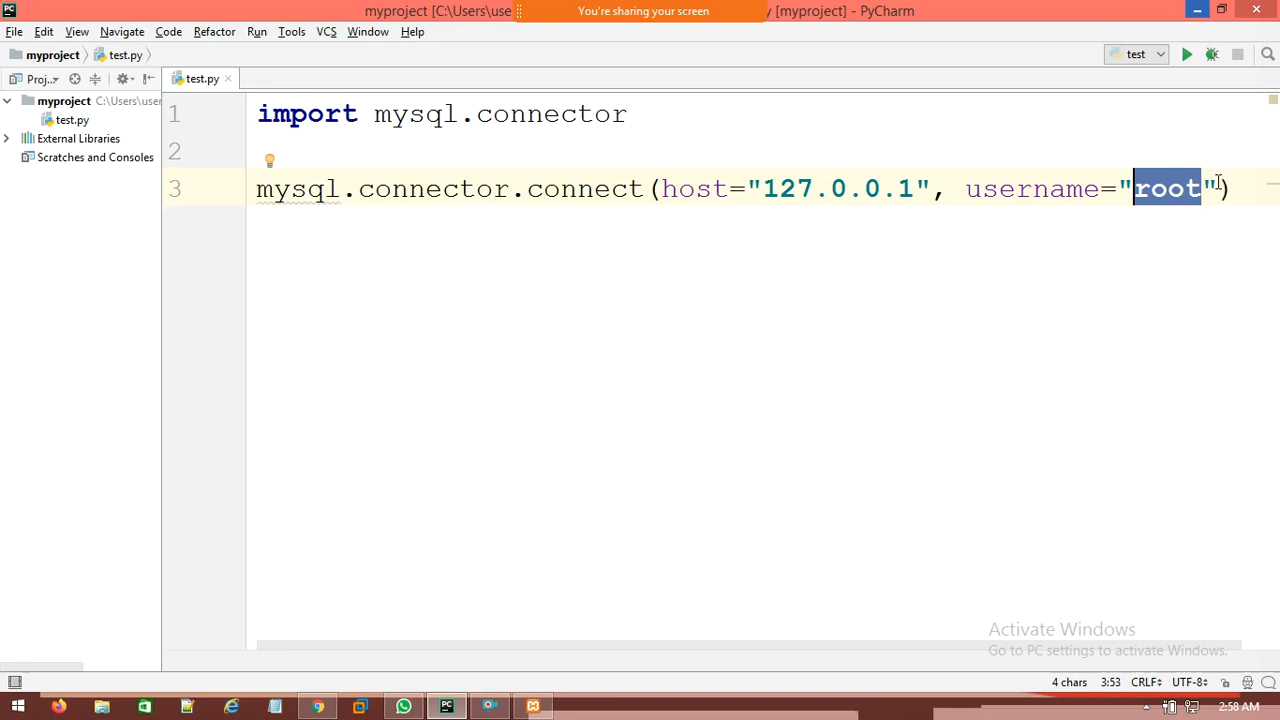 myproject [C:\Users\use
You're sharing your screen
y [myproject] - PyCharm
File Edit View Navigate Code Refactor Run Tools VCS Window Help
myproject test.py
test
Proj...
test.py
myproject C:\Users\user
test.py
External Libraries
Scratches and Consoles
1 import mysql.connector
2
3 mysql.connector.connect(host="127.0.0.1", username="root")
Activate Windows
Go to PC settings to activate Windows.
4 chars 3:53 CRLF UTF-8
2:58 AM